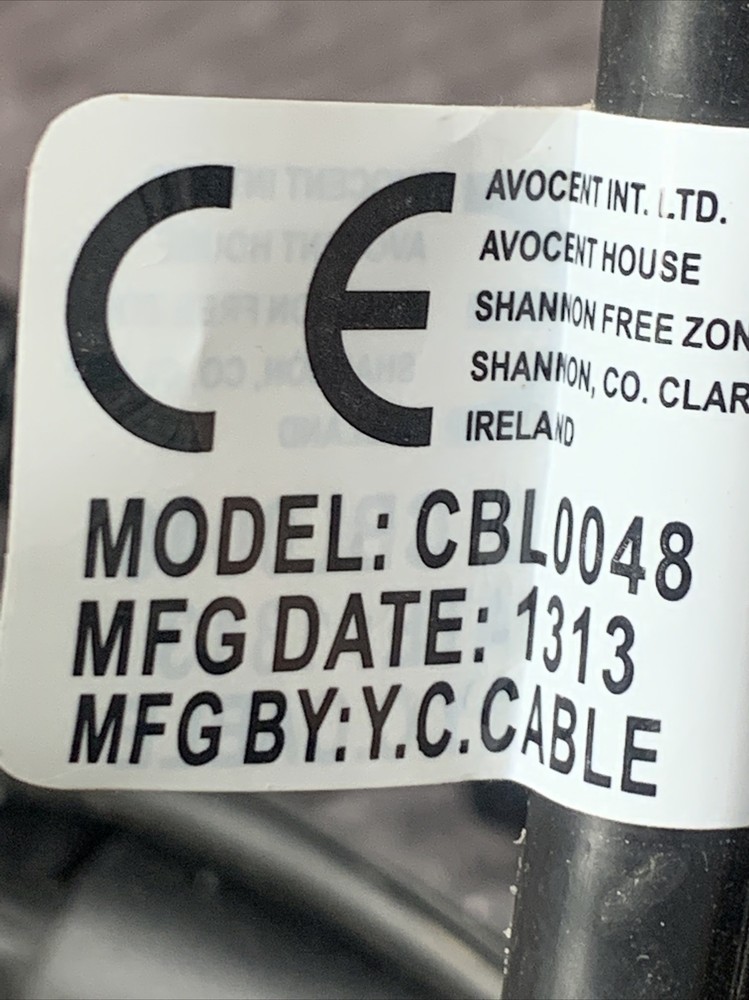 CE
AVOCENT INT. LTD.
AVOCENT HOUSE
SHANNON FREE ZON
SHANNON, CO. CLAR
IRELAND
MODEL: CBL0048
MFG DATE: 1313
MFG BY: Y.C.CABLE